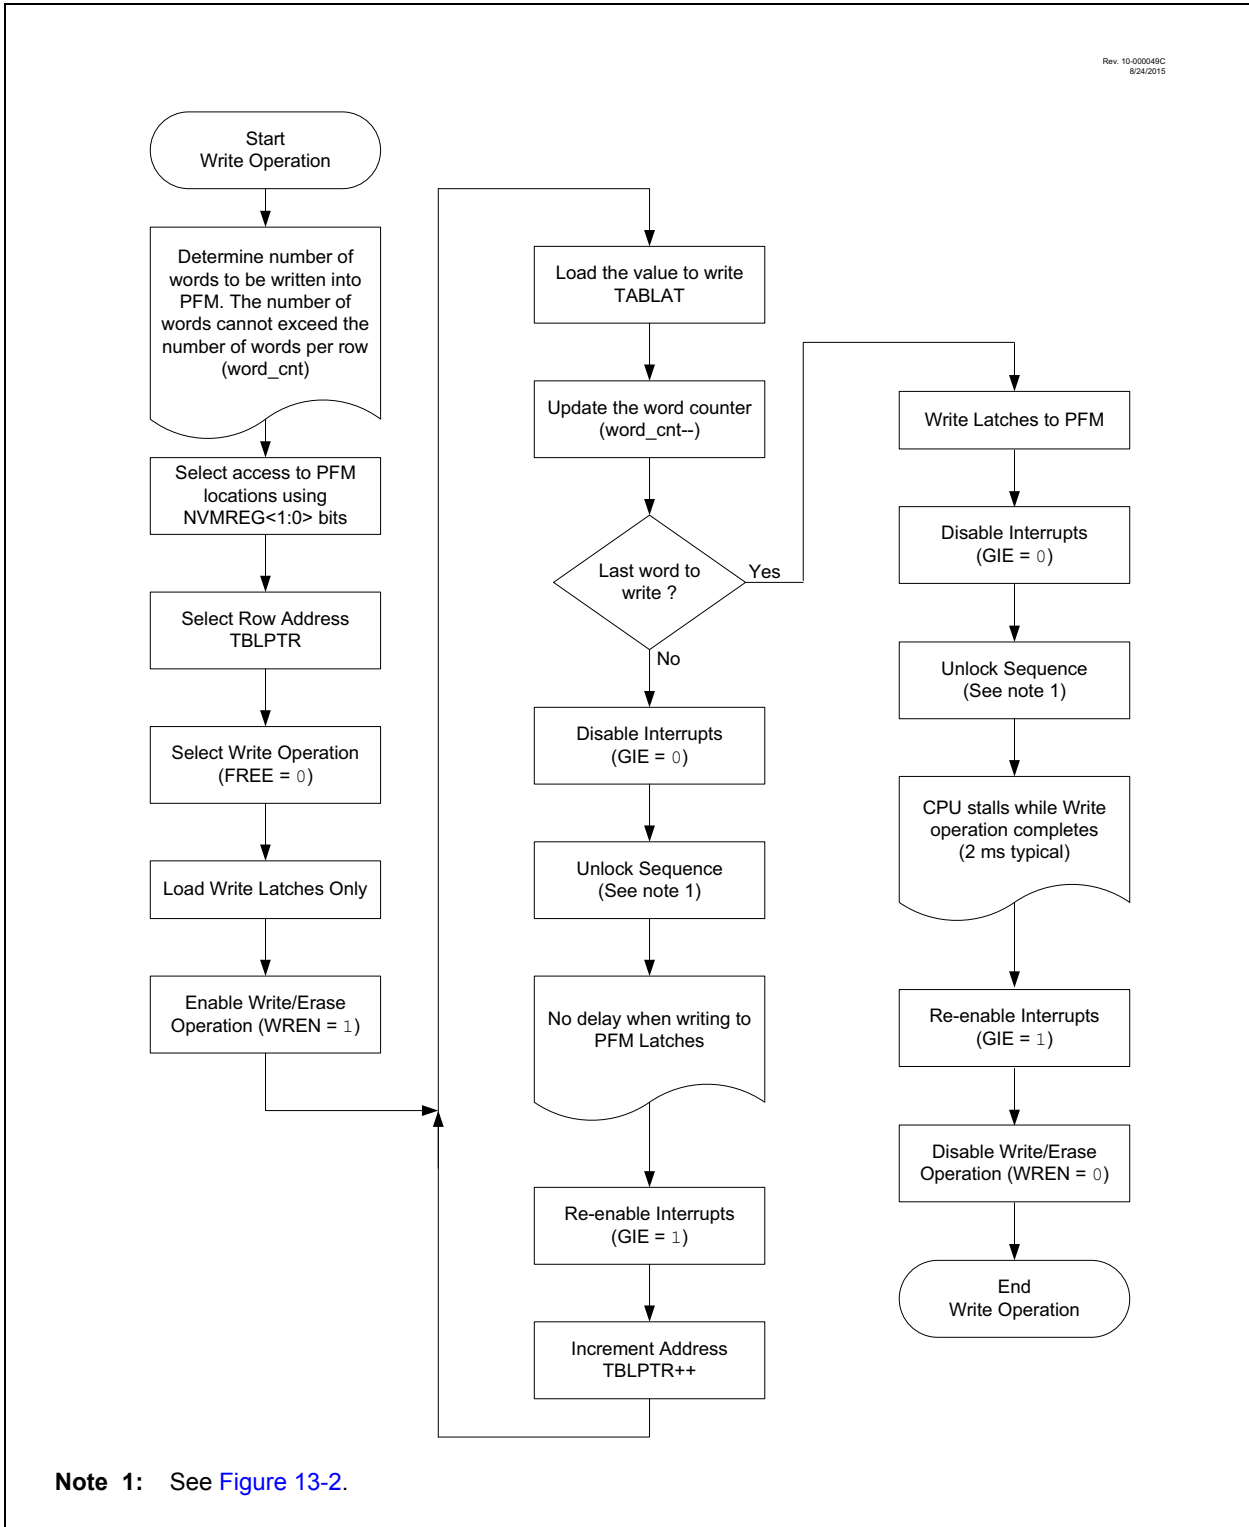 Rev. 10-000049C
8/24/2015
Start
Write Operation
Determine number of
words to be written into
PFM. The number of
words cannot exceed the
number of words per row
(word_cnt)
Select access to PFM
locations using
NVMREG<1:0> bits
Select Row Address
TBLPTR
Select Write Operation
(FREE = 0)
Load Write Latches Only
Enable Write/Erase
Operation (WREN = 1)
Load the value to write
TABLAT
Update the word counter
(word_cnt--)
Last word to
write ?
Yes
No
Disable Interrupts
(GIE = 0)
Unlock Sequence
(See note 1)
No delay when writing to
PFM Latches
Re-enable Interrupts
(GIE = 1)
Increment Address
TBLPTR++
Write Latches to PFM
Disable Interrupts
(GIE = 0)
Unlock Sequence
(See note 1)
CPU stalls while Write
operation completes
(2 ms typical)
Re-enable Interrupts
(GIE = 1)
Disable Write/Erase
Operation (WREN = 0)
End
Write Operation
Note 1: See Figure 13-2.